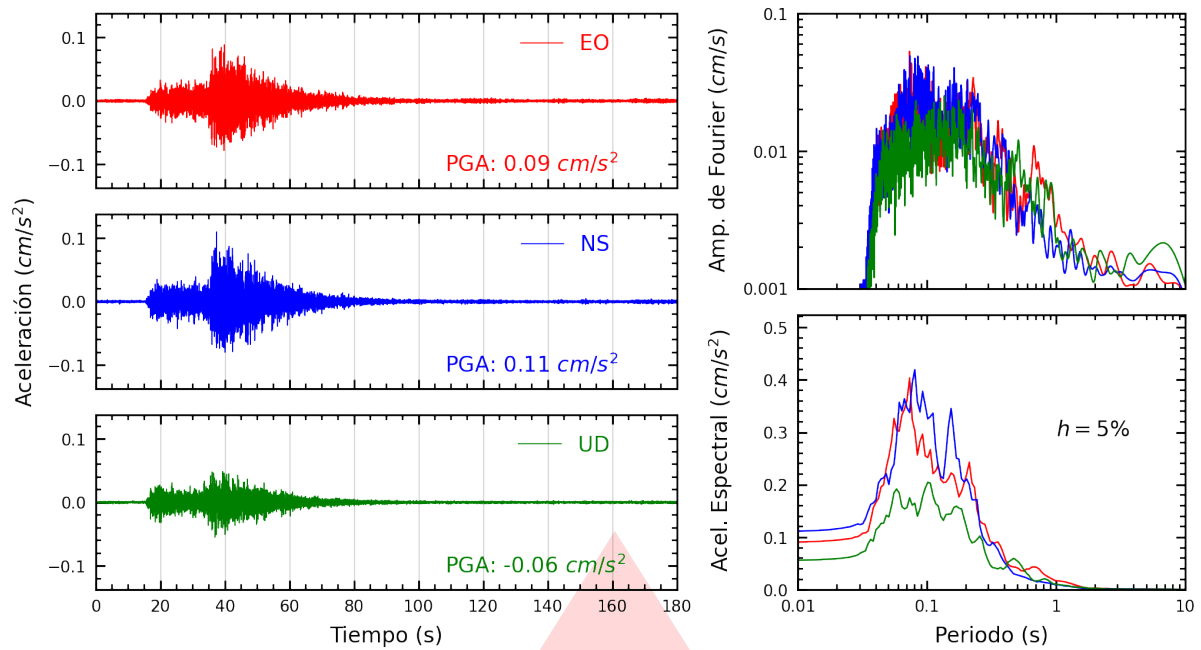 Aceleración (cm/s²)
0.1
0.0
−0.1
EO
PGA: 0.09 cm/s²
0.1
0.0
−0.1
NS
PGA: 0.11 cm/s²
0.1
0.0
−0.1
UD
PGA: -0.06 cm/s²
0 20 40 60 80 100 120 140 160 180
Tiempo (s)
Amp. de Fourier (cm/s)
0.1
0.01
0.001
Acel. Espectral (cm/s²)
0.5
0.4
0.3
0.2
0.1
0.0
h = 5%
0.01 0.1 1 10
Periodo (s)